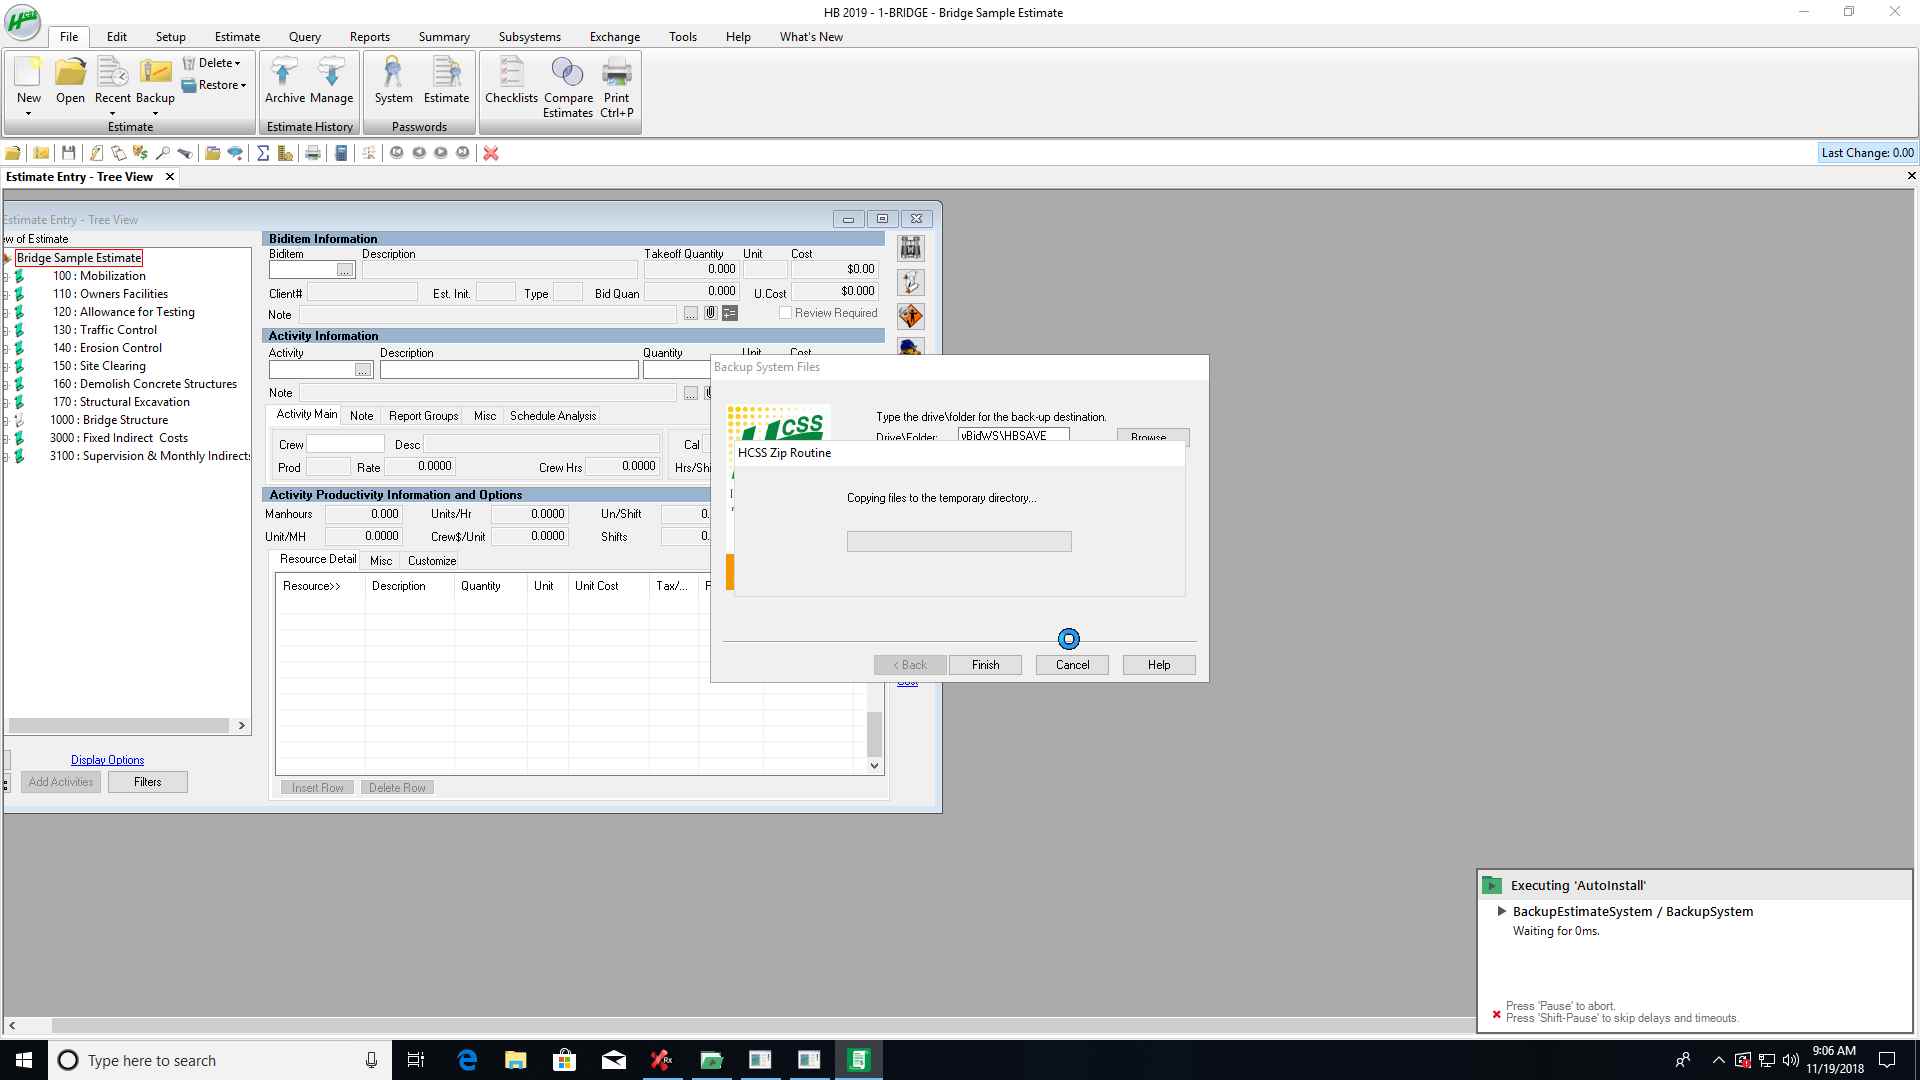 HB 2019 - 1-BRIDGE - Bridge Sample Estimate
File Edit Setup Estimate Query Reports Summary Subsystems Exchange Tools Help What's New
New Open Recent Backup Delete Restore
Estimate
Archive Manage
Estimate History
System Estimate
Passwords
Checklists Compare Estimates Print Ctrl+P
Last Change: 0.00
Estimate Entry - Tree View
Estimate Entry - Tree View
ew of Estimate
Bridge Sample Estimate
100 : Mobilization
110 : Owners Facilities
120 : Allowance for Testing
130 : Traffic Control
140 : Erosion Control
150 : Site Clearing
160 : Demolish Concrete Structures
170 : Structural Excavation
1000 : Bridge Structure
3000 : Fixed Indirect Costs
3100 : Supervision & Monthly Indirects
Display Options
Add Activities Filters
Biditem Information
Biditem Description Takeoff Quantity Unit Cost
... 0.000 $0.00
Client# Est. Init. Type Bid Quan 0.000 U.Cost $0.000
Note ... Review Required
Activity Information
Activity Description Quantity Unit Cost
...
Note ...
Activity Main Note Report Groups Misc Schedule Analysis
Crew Desc Cal
Prod Rate 0.0000 Crew Hrs 0.0000 Hrs/Shi
Activity Productivity Information and Options
Manhours 0.000 Units/Hr 0.0000 Un/Shift 0.
Unit/MH 0.0000 Crew$/Unit 0.0000 Shifts 0.
Resource Detail Misc Customize
Resource>> Description Quantity Unit Unit Cost Tax/...
Insert Row Delete Row
Cost
Backup System Files
HCSS
Type the drive\folder for the back-up destination.
Drive\Folder: yBidWS\HBSAVE Browse...
HCSS Zip Routine
Copying files to the temporary directory...
< Back Finish Cancel Help
Executing 'AutoInstall'
BackupEstimateSystem / BackupSystem
Waiting for 0ms.
Press 'Pause' to abort.
Press 'Shift-Pause' to skip delays and timeouts.
Type here to search
9:06 AM
11/19/2018